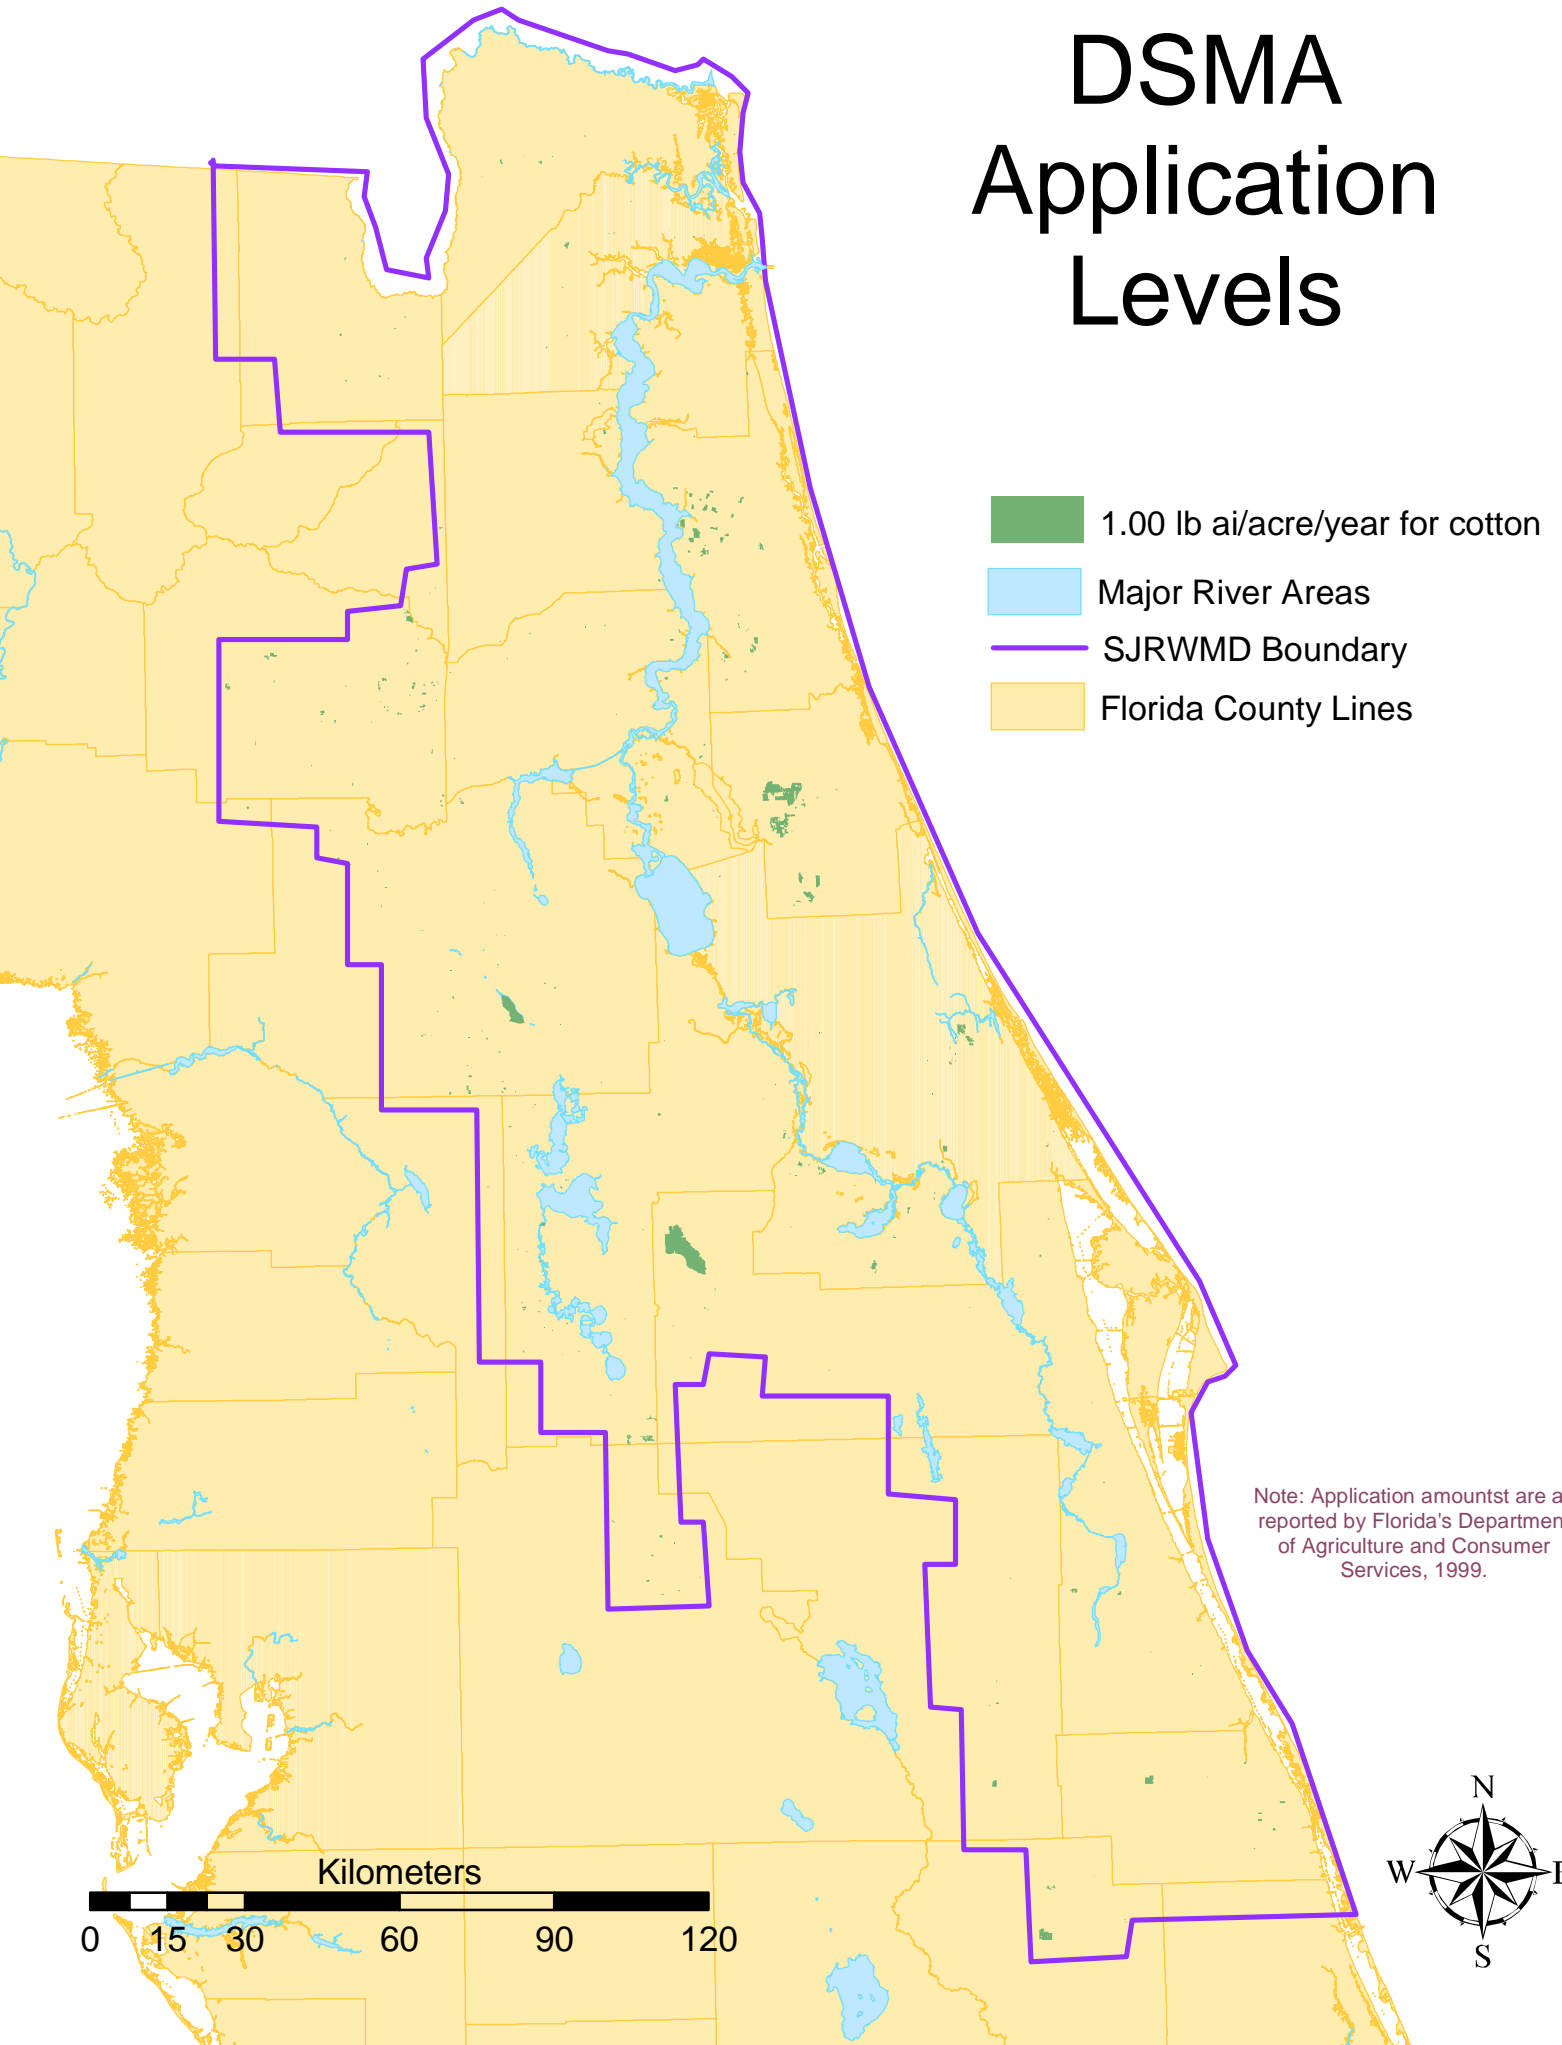 DSMA
Application
Levels
1.00 lb ai/acre/year for cotton
Major River Areas
SJRWMD Boundary
Florida County Lines
Note: Application amountst are a
reported by Florida's Departmen
of Agriculture and Consumer
Services, 1999.
N
W
S
Kilometers
0 15 30 60 90 120